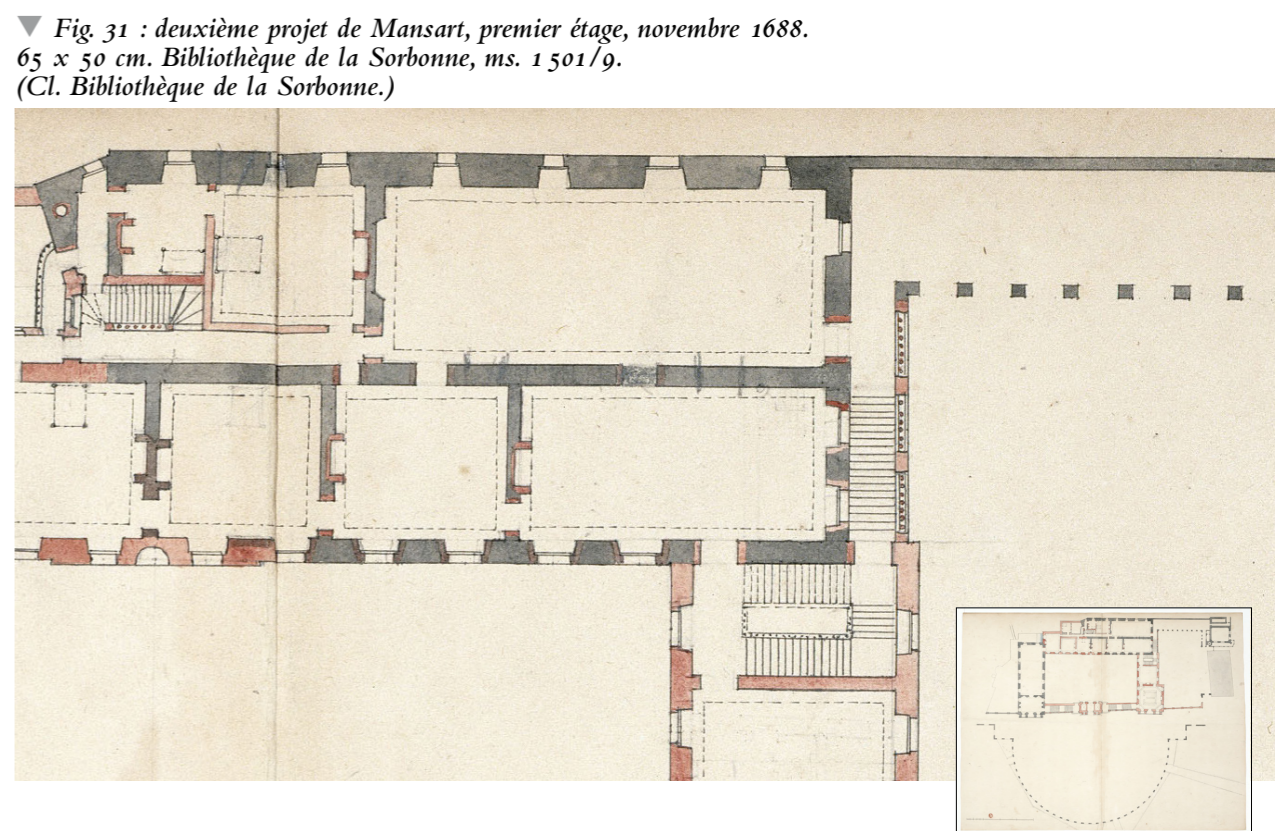 Fig. 31 : deuxième projet de Mansart, premier étage, novembre 1688.
65 x 50 cm. Bibliothèque de la Sorbonne, ms. 1 501/9.
(Cl. Bibliothèque de la Sorbonne.)